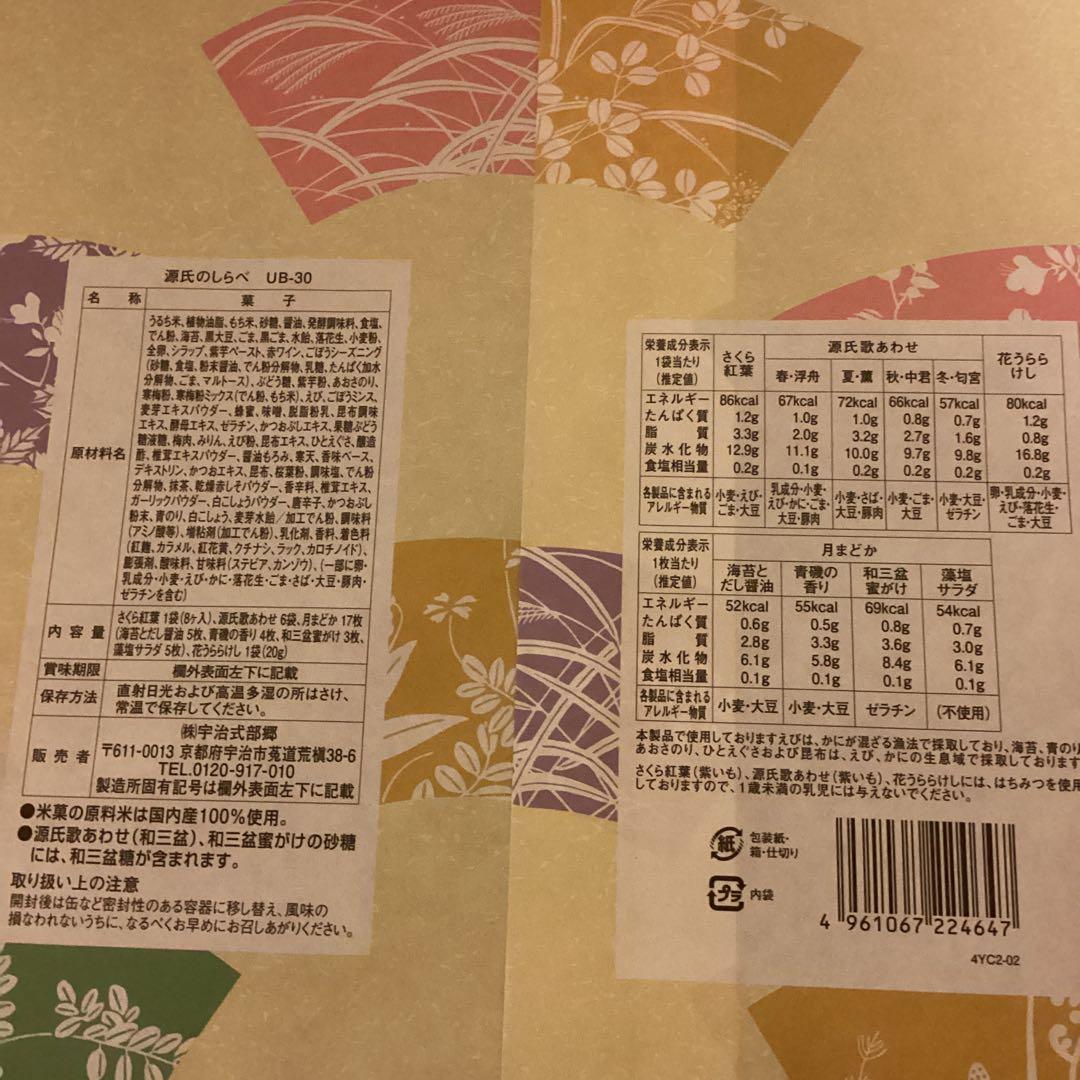 源氏のしらべ UB-30
名称 菓子
原材料名
うるち米、植物油脂、もち米、砂糖、醤油、発酵調味料、食塩、
でん粉、海苔、黒大豆、ごま、黒ごま、水飴、落花生、小麦粉、
全卵、シラップ、紫芋ペースト、赤ワイン、ごぼうシーズニング
(砂糖、食塩、粉末醤油、でん粉分解物、乳糖、たんぱく加水
分解物、ごま、マルトース)、ぶどう糖、紫芋粉、あおさのり、
寒梅粉、寒梅粉ミックス(でん粉、もち米)、えび、ごぼうミンス、
麦芽エキスパウダー、蜂蜜、味噌、脱脂粉乳、昆布調味
エキス、酵母エキス、ゼラチン、かつおぶしエキス、果糖ぶどう
糖液糖、梅肉、みりん、えび粉、昆布エキス、ひとえぐさ、醸造
酢、椎茸エキスパウダー、醤油もろみ、寒天、香味ペース、
デキストリン、かつおエキス、昆布、桜葉粉、調味塩、でん粉
分解物、抹茶、乾燥赤しそパウダー、香辛料、椎茸エキス、
ガーリックパウダー、白こしょうパウダー、唐辛子、かつおぶし
粉末、青のり、白こしょう、麦芽水飴/加工でん粉、調味料
(アミノ酸等)、増粘剤(加工でん粉)、乳化剤、香料、着色料
(紅麹、カラメル、紅花黄、クチナシ、ラック、カロチノイド)、
膨張剤、酸味料、甘味料(ステビア、カンゾウ)、(一部に卵・
乳成分・小麦・えび・かに・落花生・ごま・さば・大豆・豚肉・
ゼラチンを含む)
内容量
さくら紅葉 1袋(8ヶ入)、源氏歌あわせ 6袋、月まどか 17枚
(海苔とだし醤油 5枚、青磯の香り 4枚、和三盆蜜がけ 3枚、
藻塩サラダ 5枚)、花うららけし 1袋(20g)
賞味期限 欄外表面左下に記載
保存方法
直射日光および高温多湿の所はさけ、
常温で保存してください。
販売者
㈱宇治式部郷
〒611-0013 京都府宇治市菟道荒槇38-6
TEL.0120-917-010
製造所固有記号は欄外表面左下に記載
●米菓の原料米は国内産100%使用。
●源氏歌あわせ(和三盆)、和三盆蜜がけの砂糖
には、和三盆糖が含まれます。
取り扱い上の注意
開封後は缶など密封性のある容器に移し替え、風味の
損なわれないうちに、なるべくお早めにお召しあがりください。
栄養成分表示
1袋当たり
(推定値)
さくら
紅葉
源氏歌あわせ
春・浮舟 夏・薫 秋・中君 冬・匂宮
花うらら
けし
エネルギー 86kcal 67kcal 72kcal 66kcal 57kcal 80kcal
たんぱく質 1.2g 1.0g 1.0g 0.8g 0.7g 1.2g
脂質 3.3g 2.0g 3.2g 2.7g 1.6g 0.8g
炭水化物 12.9g 11.1g 10.0g 9.7g 9.8g 16.8g
食塩相当量 0.2g 0.1g 0.2g 0.2g 0.2g 0.2g
各製品に含まれる
アレルギー物質
小麦・えび・
ごま・大豆
乳成分・小麦・
えび・かに・ごま・
大豆・豚肉
小麦・さば・
大豆・豚肉
小麦・ごま・
大豆
小麦・大豆・
ゼラチン
卵・乳成分・小麦・
えび・落花生・
ごま・大豆
栄養成分表示
1枚当たり
(推定値)
月まどか
海苔と
だし醤油
青磯の
香り
和三盆
蜜がけ
藻塩
サラダ
エネルギー 52kcal 55kcal 69kcal 54kcal
たんぱく質 0.6g 0.5g 0.8g 0.7g
脂質 2.8g 3.3g 3.6g 3.0g
炭水化物 6.1g 5.8g 8.4g 6.1g
食塩相当量 0.1g 0.1g 0.1g 0.1g
各製品に含まれる
アレルギー物質
小麦・大豆 小麦・大豆 ゼラチン (不使用)
本製品で使用しておりますえびは、かにが混ざる漁法で採取しており、海苔、青のり
あおさのり、ひとえぐさおよび昆布は、えび、かにの生息域で採取しております
さくら紅葉(紫いも)、源氏歌あわせ(紫いも)、花うららけしには、はちみつを使用
しておりますので、1歳未満の乳児には与えないでください。
紙 包装紙・
箱・仕切り
プラ 内袋
4 961067 224647
4YC2-02